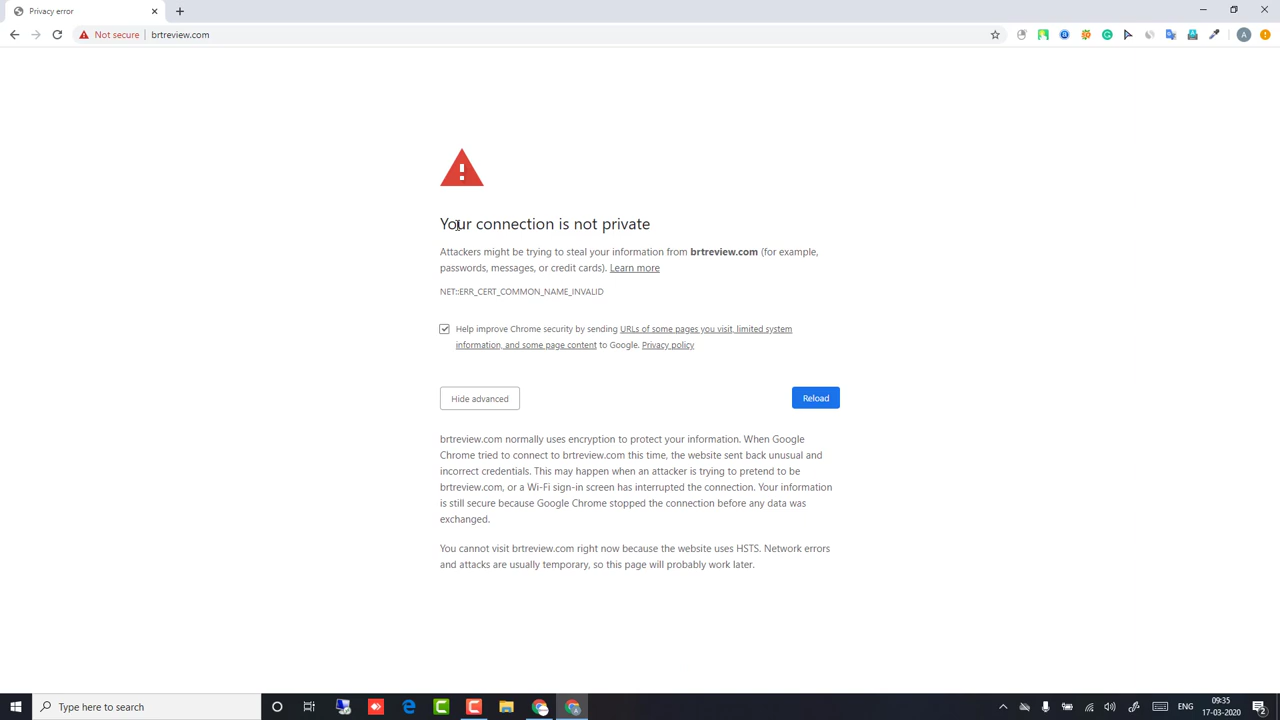 Privacy error
Not secure
brtreview.com
A
Your connection is not private
Attackers might be trying to steal your information from brtreview.com (for example,
passwords, messages, or credit cards). Learn more
NET::ERR_CERT_COMMON_NAME_INVALID
Help improve Chrome security by sending URLs of some pages you visit, limited system
information, and some page content to Google. Privacy policy
Hide advanced
Reload
brtreview.com normally uses encryption to protect your information. When Google
Chrome tried to connect to brtreview.com this time, the website sent back unusual and
incorrect credentials. This may happen when an attacker is trying to pretend to be
brtreview.com, or a Wi-Fi sign-in screen has interrupted the connection. Your information
is still secure because Google Chrome stopped the connection before any data was
exchanged.
You cannot visit brtreview.com right now because the website uses HSTS. Network errors
and attacks are usually temporary, so this page will probably work later.
Type here to search
ENG
09:35
17-03-2020